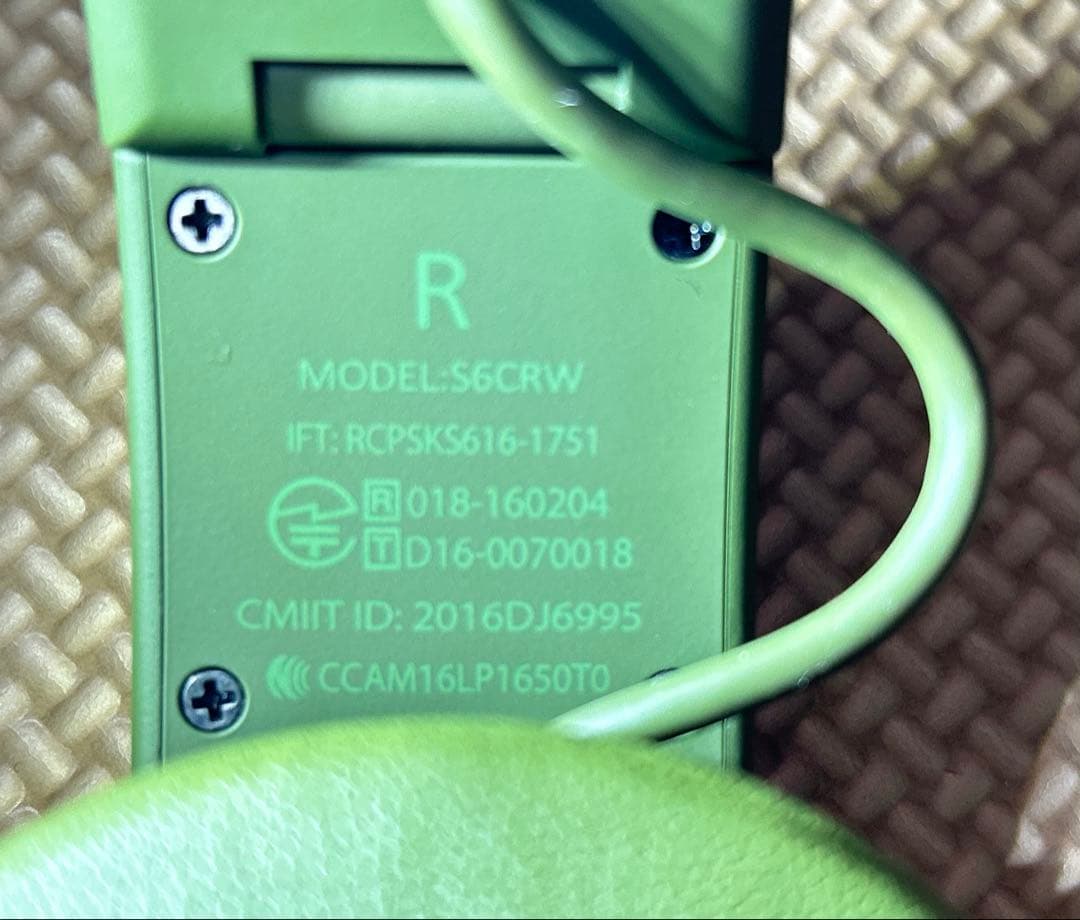 R
MODEL:S6CRW
IFT: RCPSKS616-1751
R 018-160204
T D16-0070018
CMIIT ID: 2016DJ6995
CCAM16LP1650T0